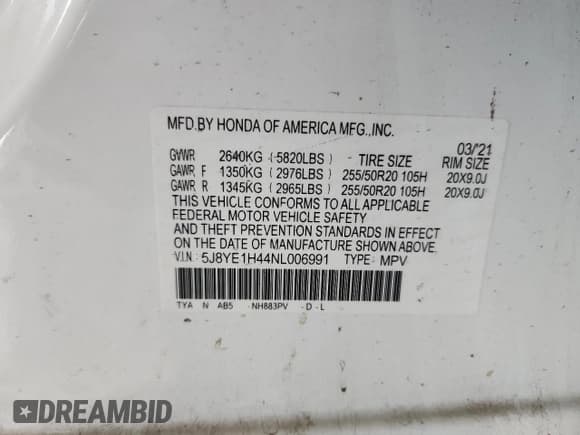 MFD.BY HONDA OF AMERICA MFG.,INC.
03/'21
GVWR 2640KG (5820LBS) TIRE SIZE RIM SIZE
GAWR F 1350KG (2976LBS) 255/50R20 105H 20X9.0J
GAWR R 1345KG (2965LBS) 255/50R20 105H 20X9.0J
THIS VEHICLE CONFORMS TO ALL APPLICABLE
FEDERAL MOTOR VEHICLE SAFETY
AND THEFT PREVENTION STANDARDS IN EFFECT
ON THE DATE OF MANUFACTURE SHOWN ABOVE.
V.I.N.: 5J8YE1H44NL006991 TYPE: MPV
TYA N AB5 NH883PV -D-L
DREAMBID